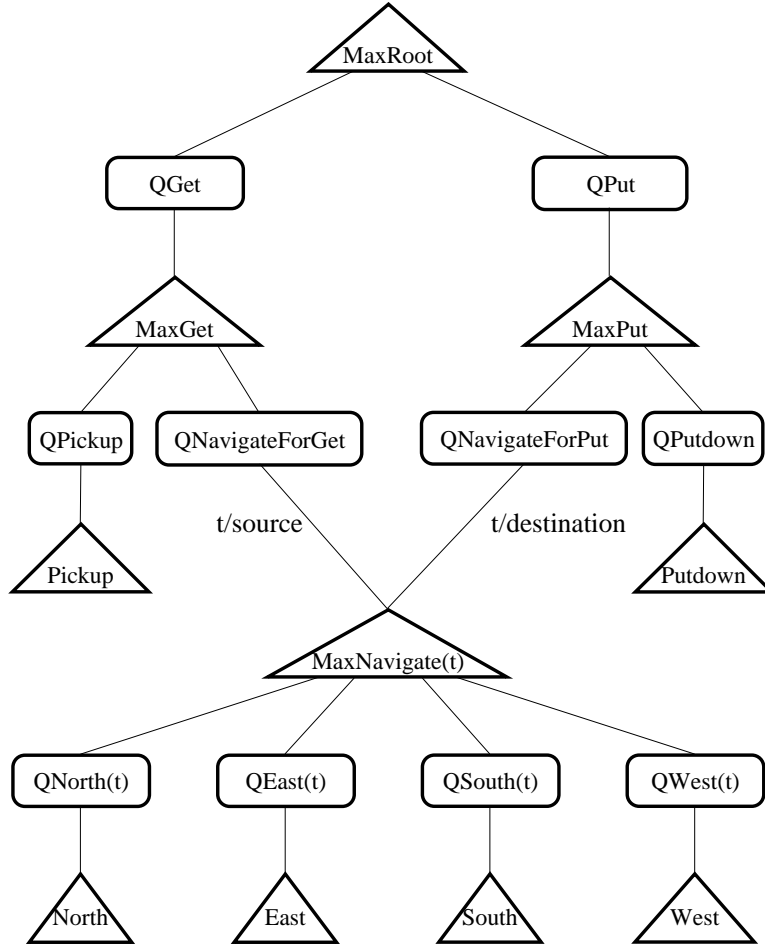 MaxRoot
QGet
QPut
MaxGet
MaxPut
QPickup
QNavigateForGet
QNavigateForPut
QPutdown
t/source
t/destination
Pickup
Putdown
MaxNavigate(t)
QNorth(t)
QEast(t)
QSouth(t)
QWest(t)
North
East
South
West